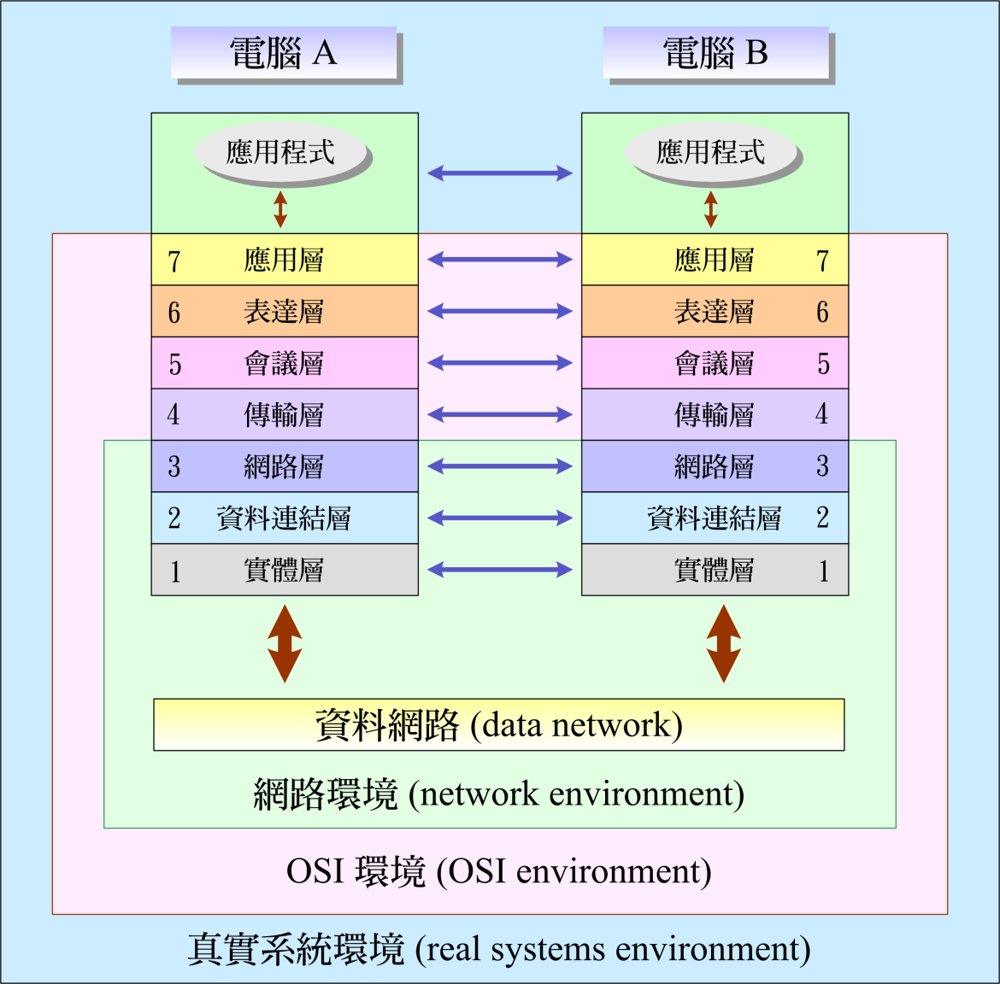 電腦 A
電腦 B
應用程式
應用程式
7 應用層
應用層 7
6 表達層
表達層 6
5 會議層
會議層 5
4 傳輸層
傳輸層 4
3 網路層
網路層 3
2 資料連結層
資料連結層 2
1 實體層
實體層 1
資料網路 (data network)
網路環境 (network environment)
OSI 環境 (OSI environment)
真實系統環境 (real systems environment)